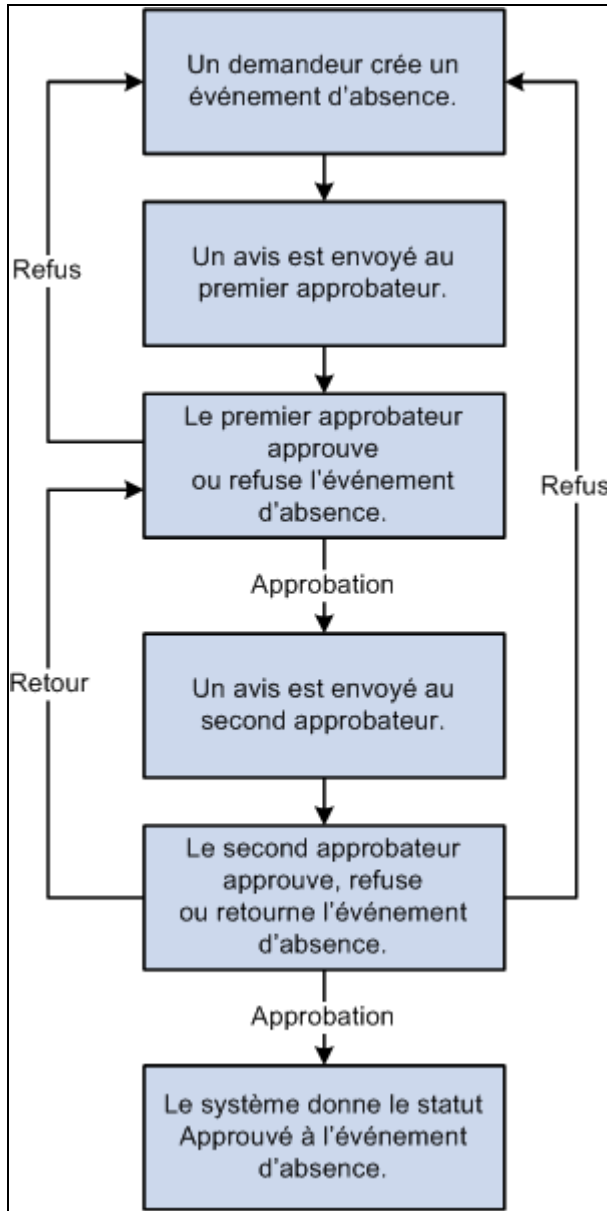 Un demandeur crée un
événement d'absence.
Un avis est envoyé au
premier approbateur.
Refus
Le premier approbateur
approuve
ou refuse l'événement
d'absence.
Refus
Approbation
Un avis est envoyé au
second approbateur.
Retour
Le second approbateur
approuve, refuse
ou retourne l'événement
d'absence.
Approbation
Le système donne le statut
Approuvé à l'événement
d'absence.